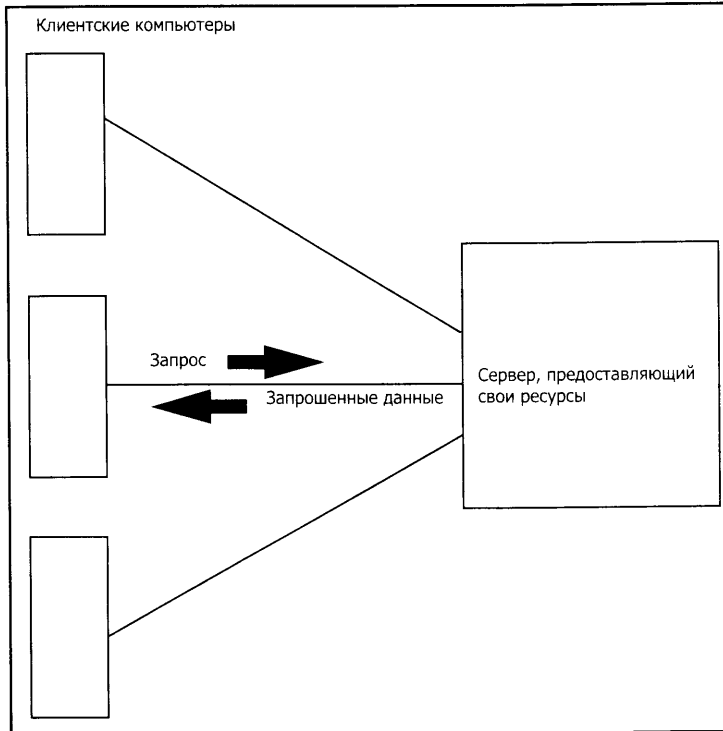 Клиентские компьютеры
Запрос
Запрошенные данные
Сервер, предоставляющий
свои ресурсы